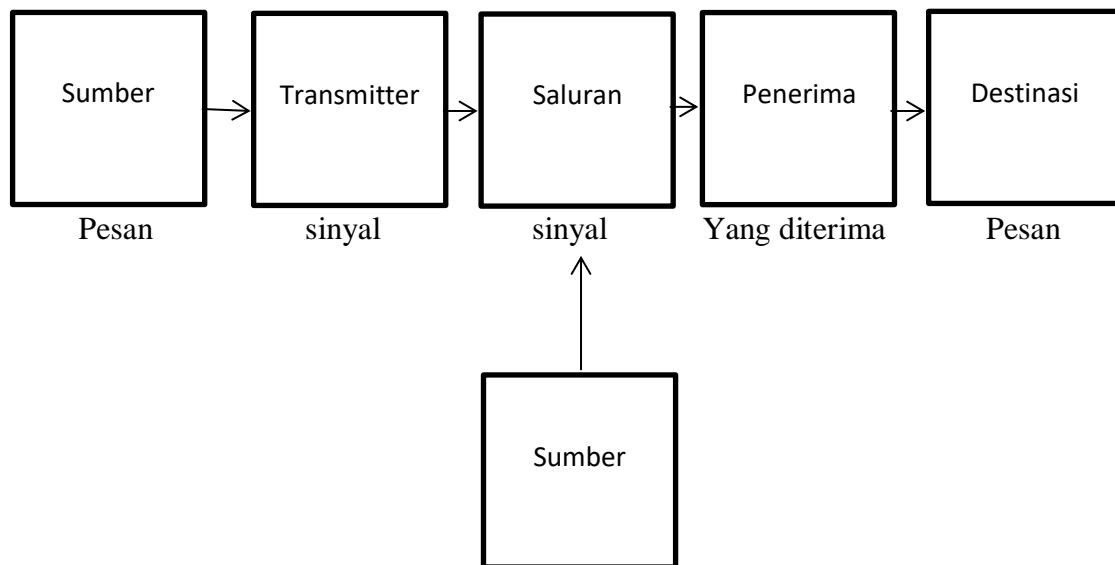 Sumber Transmitter Saluran Penerima Destinasi
Pesan sinyal sinyal Yang diterima Pesan
Sumber